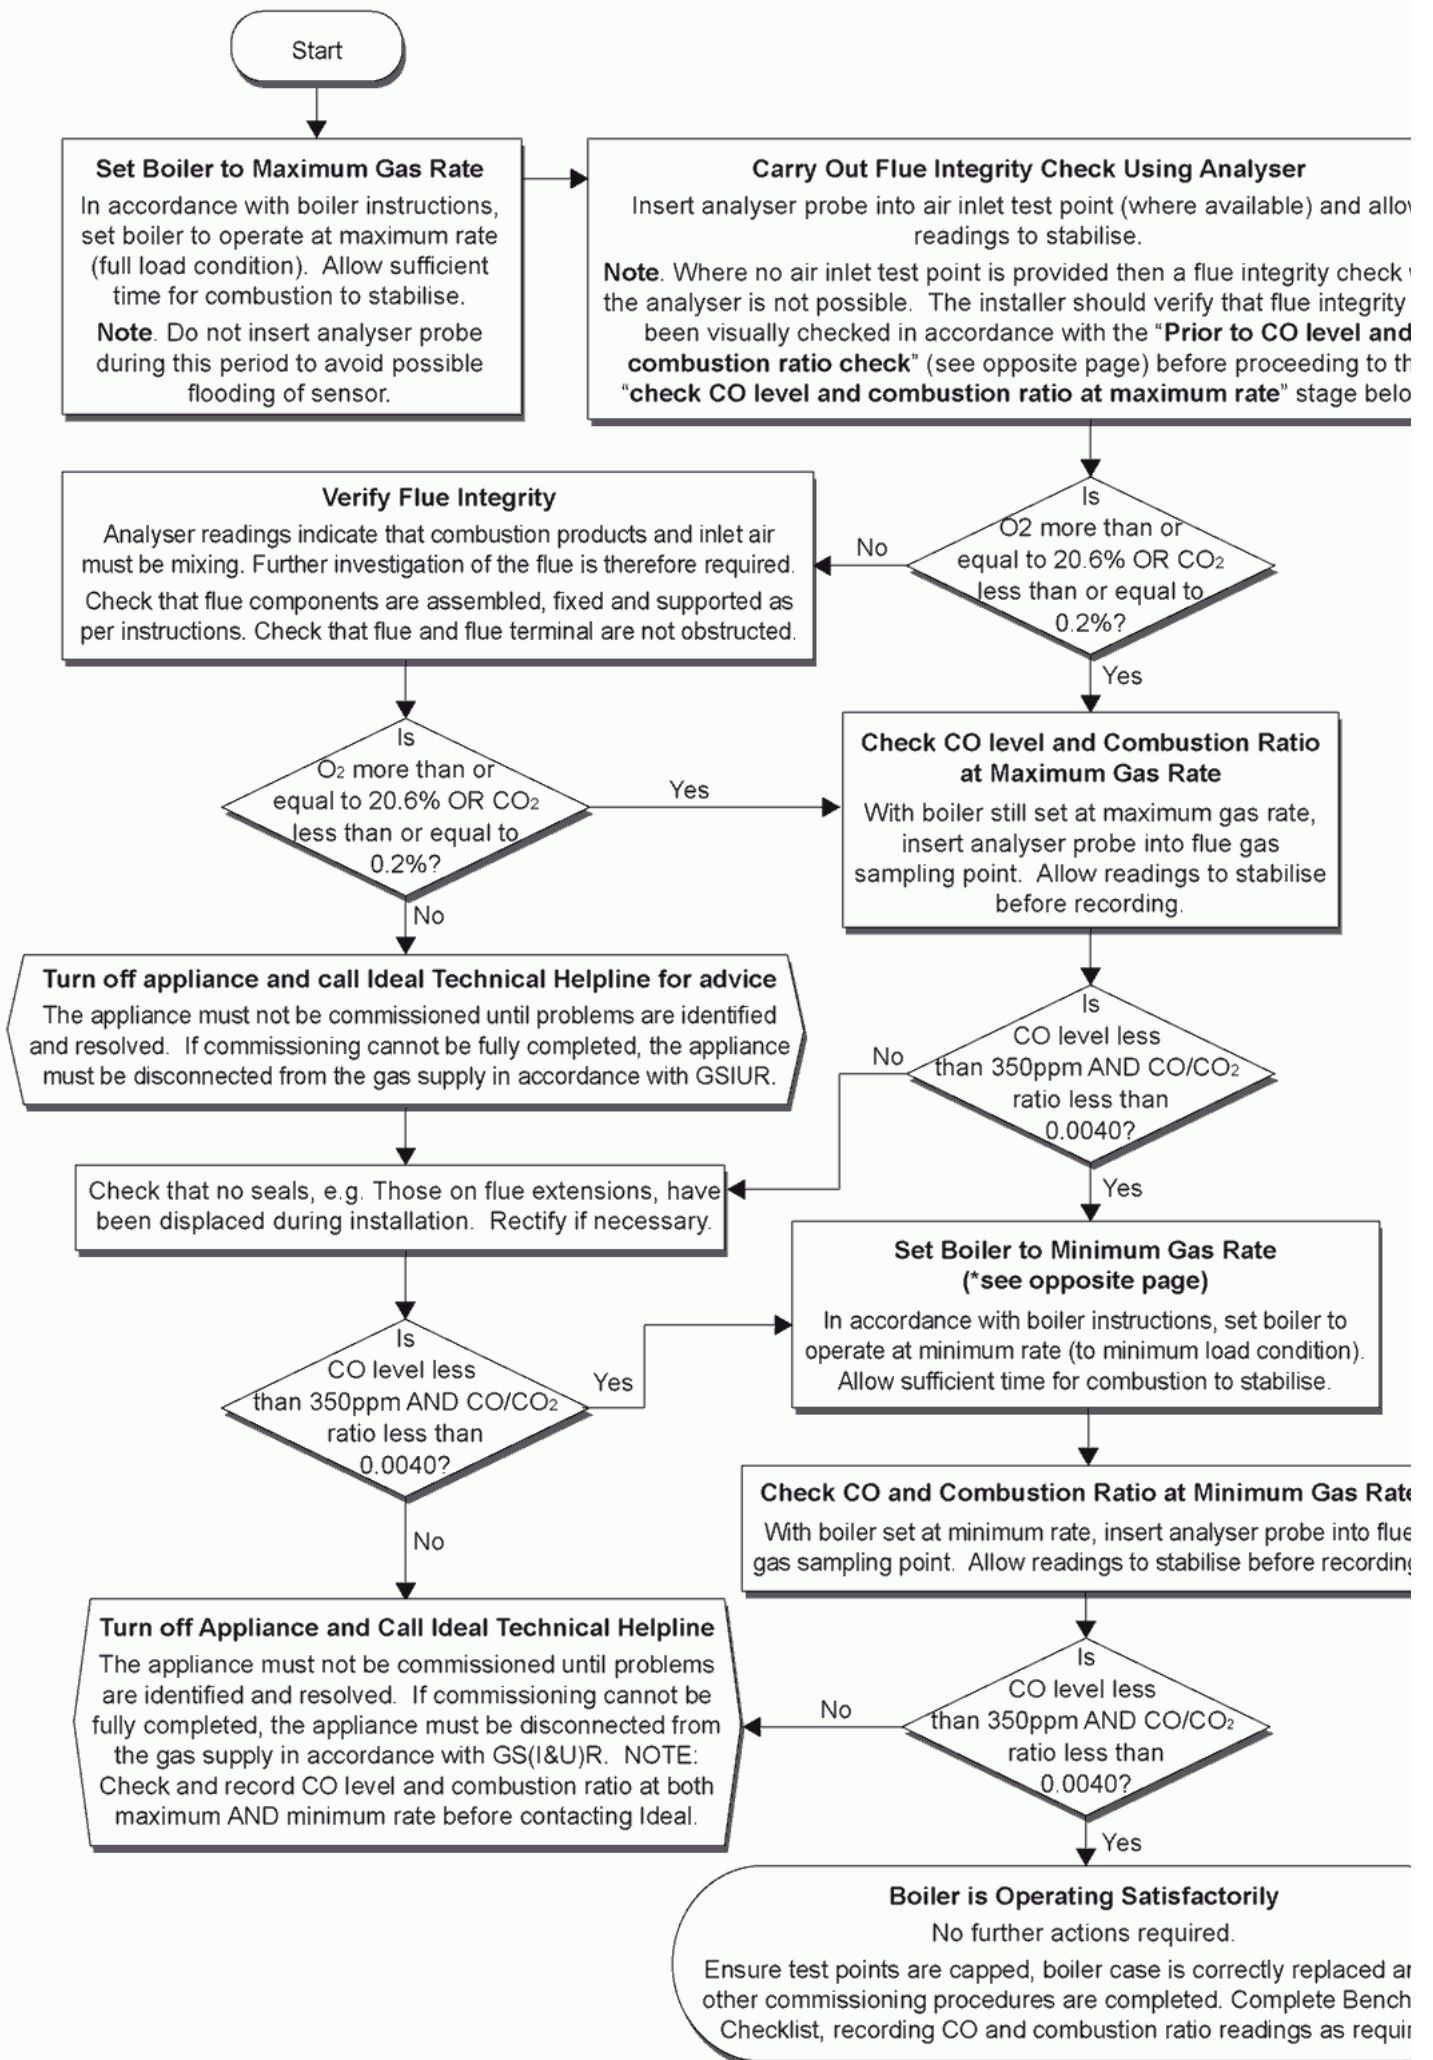 Start
Set Boiler to Maximum Gas Rate
In accordance with boiler instructions,
set boiler to operate at maximum rate
(full load condition). Allow sufficient
time for combustion to stabilise.
Note. Do not insert analyser probe
during this period to avoid possible
flooding of sensor.
Carry Out Flue Integrity Check Using Analyser
Insert analyser probe into air inlet test point (where available) and allow
readings to stabilise.
Note. Where no air inlet test point is provided then a flue integrity check
the analyser is not possible. The installer should verify that flue integrity
been visually checked in accordance with the “Prior to CO level and
combustion ratio check” (see opposite page) before proceeding to th
“check CO level and combustion ratio at maximum rate” stage belo
Is
O2 more than or
equal to 20.6% OR CO2
less than or equal to
0.2%?
No
Yes
Verify Flue Integrity
Analyser readings indicate that combustion products and inlet air
must be mixing. Further investigation of the flue is therefore required.
Check that flue components are assembled, fixed and supported as
per instructions. Check that flue and flue terminal are not obstructed.
Is
O2 more than or
equal to 20.6% OR CO2
less than or equal to
0.2%?
Yes
No
Check CO level and Combustion Ratio
at Maximum Gas Rate
With boiler still set at maximum gas rate,
insert analyser probe into flue gas
sampling point. Allow readings to stabilise
before recording.
Turn off appliance and call Ideal Technical Helpline for advice
The appliance must not be commissioned until problems are identified
and resolved. If commissioning cannot be fully completed, the appliance
must be disconnected from the gas supply in accordance with GSIUR.
Is
CO level less
than 350ppm AND CO/CO2
ratio less than
0.0040?
No
Yes
Check that no seals, e.g. Those on flue extensions, have
been displaced during installation. Rectify if necessary.
Set Boiler to Minimum Gas Rate
(*see opposite page)
In accordance with boiler instructions, set boiler to
operate at minimum rate (to minimum load condition).
Allow sufficient time for combustion to stabilise.
Is
CO level less
than 350ppm AND CO/CO2
ratio less than
0.0040?
Yes
No
Check CO and Combustion Ratio at Minimum Gas Rate
With boiler set at minimum rate, insert analyser probe into flue
gas sampling point. Allow readings to stabilise before recording
Turn off Appliance and Call Ideal Technical Helpline
The appliance must not be commissioned until problems
are identified and resolved. If commissioning cannot be
fully completed, the appliance must be disconnected from
the gas supply in accordance with GS(I&U)R. NOTE:
Check and record CO level and combustion ratio at both
maximum AND minimum rate before contacting Ideal.
Is
CO level less
than 350ppm AND CO/CO2
ratio less than
0.0040?
No
Yes
Boiler is Operating Satisfactorily
No further actions required.
Ensure test points are capped, boiler case is correctly replaced ar
other commissioning procedures are completed. Complete Bench
Checklist, recording CO and combustion ratio readings as requir